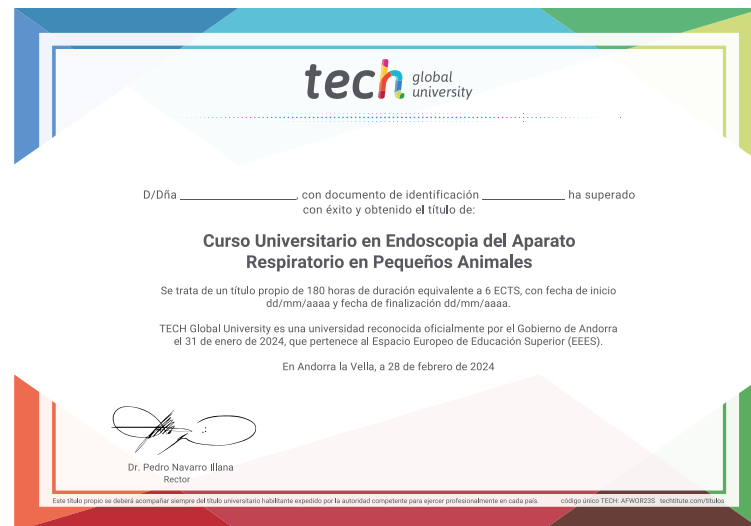 tech global university
D/Dña ____________________, con documento de identificación ______________ ha superado
con éxito y obtenido el título de:
Curso Universitario en Endoscopia del Aparato
Respiratorio en Pequeños Animales
Se trata de un título propio de 180 horas de duración equivalente a 6 ECTS, con fecha de inicio
dd/mm/aaaa y fecha de finalización dd/mm/aaaa.
TECH Global University es una universidad reconocida oficialmente por el Gobierno de Andorra
el 31 de enero de 2024, que pertenece al Espacio Europeo de Educación Superior (EEES).
En Andorra la Vella, a 28 de febrero de 2024
Dr. Pedro Navarro Illana
Rector
Este título propio se deberá acompañar siempre del título universitario habilitante expedido por la autoridad competente para ejercer profesionalmente en cada país. código único TECH: AFWOR23S techtitute.com/titulos